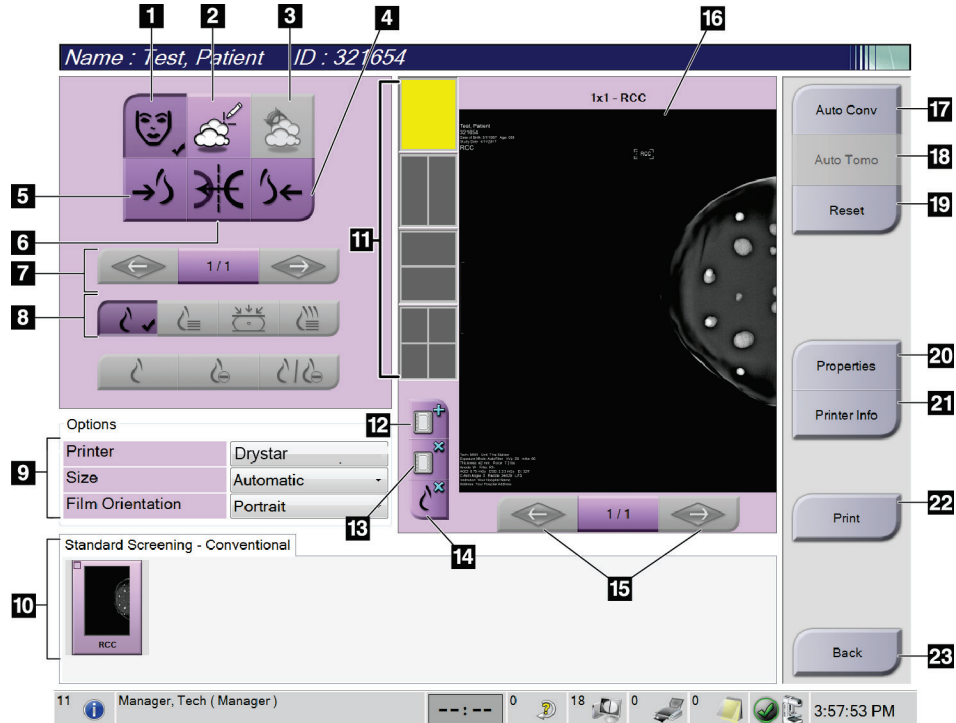 1
2
3
4
16
Name : Test, Patient ID : 321654
1x1 - RCC
Auto Conv
17
Test, Patient
321654
RCC
RCC
Auto Tomo
18
5
Reset
19
6
11
7
1/1
8
Properties
20
Printer Info
21
Options
12
9
Printer
Drystar
Size
Automatic
Film Orientation
Portrait
13
1/1
Print
22
14
15
Standard Screening - Conventional
10
RCC
Back
23
11
Manager, Tech ( Manager )
--:--
0
18
0
0
3:57:53 PM